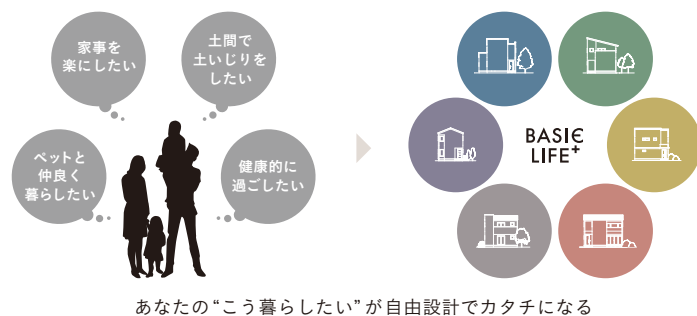 家事を
楽にしたい
土間で
土いじりを
したい
ペットと
仲良く
暮らしたい
健康的に
過ごしたい
BASIC
LIFE+
あなたの“こう暮らしたい”が自由設計でカタチになる